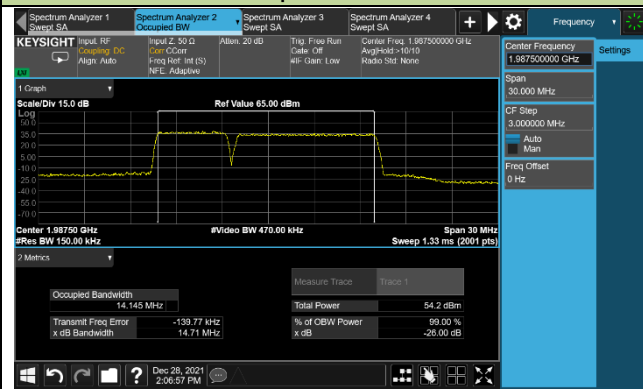 Spectrum Analyzer 1
Swept SA
Spectrum Analyzer 2
Occupied BW
Spectrum Analyzer 3
Swept SA
Spectrum Analyzer 4
Swept SA
Frequency
KEYSIGHT
Input: RF
Coupling: DC
Align: Auto
Input Z: 50 Ω
Corr CCorr
Freq Ref: Int (S)
NFE: Adaptive
Atten: 20 dB
Trig: Free Run
Gate: Off
#IF Gain: Low
Center Freq: 1.987500000 GHz
Avg|Hold:>10/10
Radio Std: None
LXI
1 Graph
Scale/Div 15.0 dB
Ref Value 65.00 dBm
Log
50.0
35.0
20.0
5.00
-10.0
-25.0
-40.0
-55.0
-70.0
Center 1.98750 GHz
#Video BW 470.00 kHz
Span 30 MHz
#Res BW 150.00 kHz
Sweep 1.33 ms (2001 pts)
2 Metrics
Measure Trace
Trace 1
Occupied Bandwidth
14.145 MHz
Total Power
54.2 dBm
Transmit Freq Error
-139.77 kHz
% of OBW Power
99.00 %
x dB Bandwidth
14.71 MHz
x dB
-26.00 dB
Center Frequency
1.987500000 GHz
Settings
Span
30.000 MHz
CF Step
3.000000 MHz
Auto
Man
Freq Offset
0 Hz
?
Dec 28, 2021
2:06:57 PM